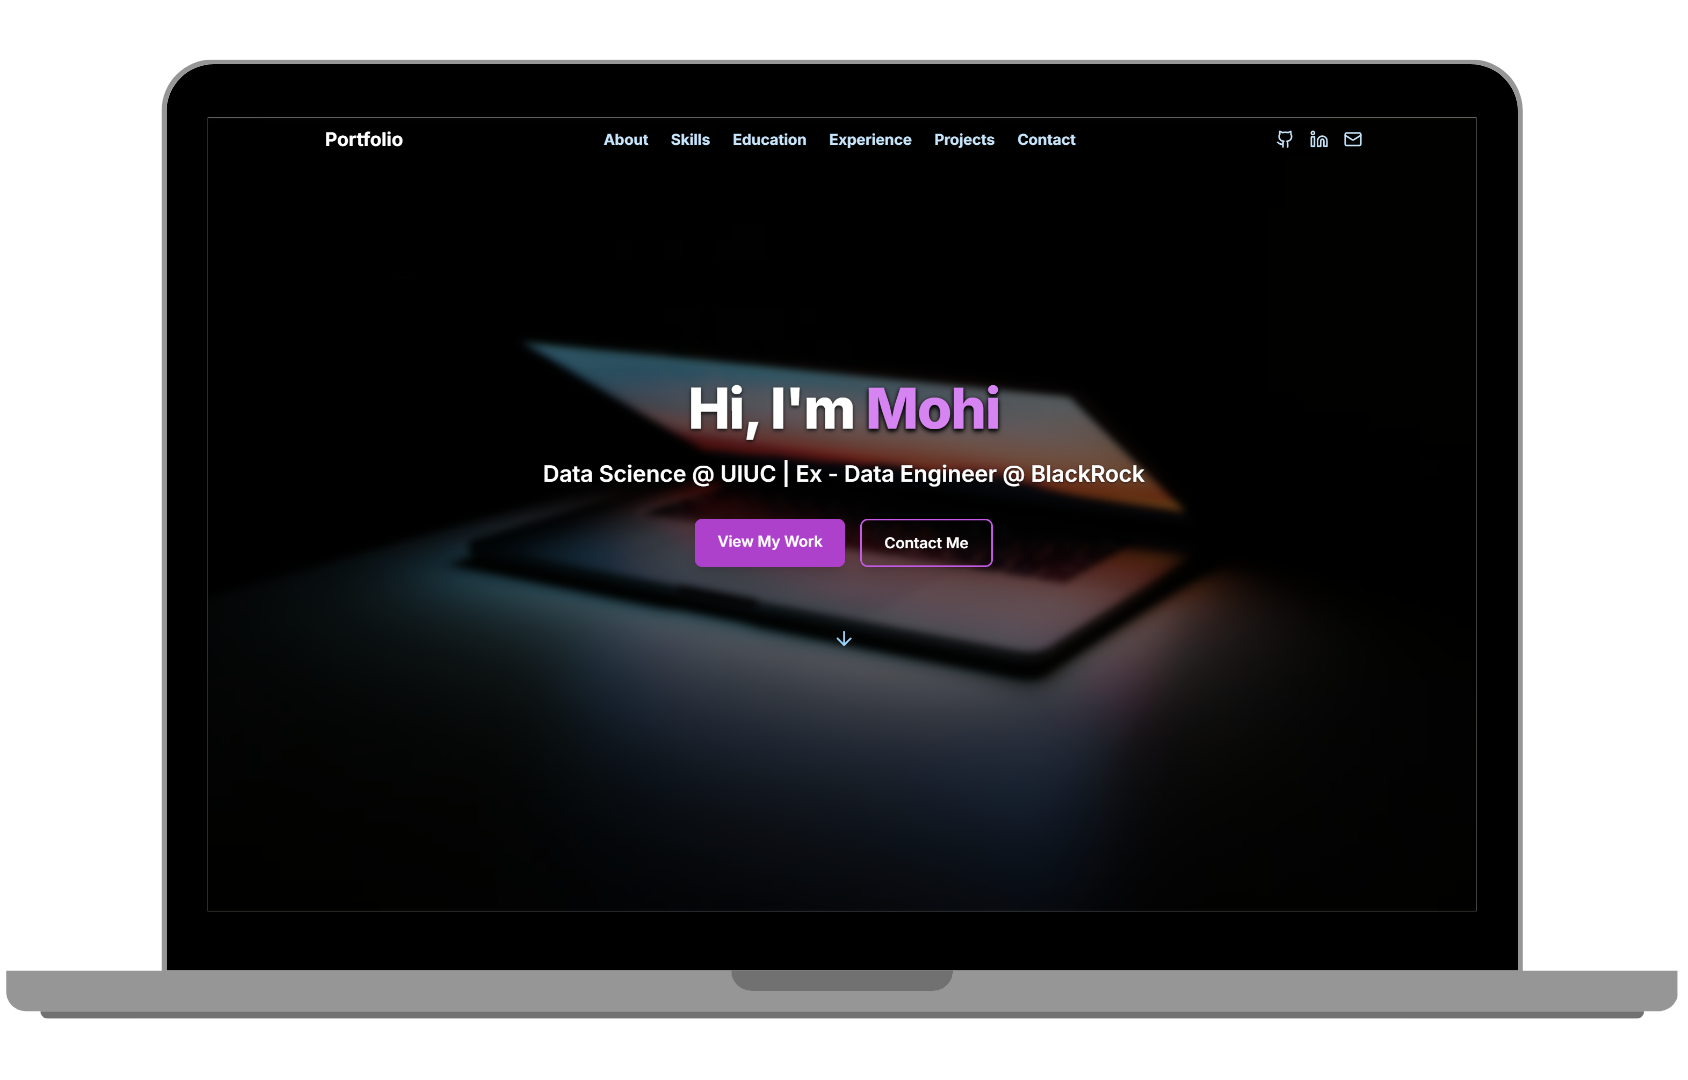 Portfolio
About Skills Education Experience Projects Contact
Hi, I'm Mohi
Data Science @ UIUC | Ex - Data Engineer @ BlackRock
View My Work Contact Me